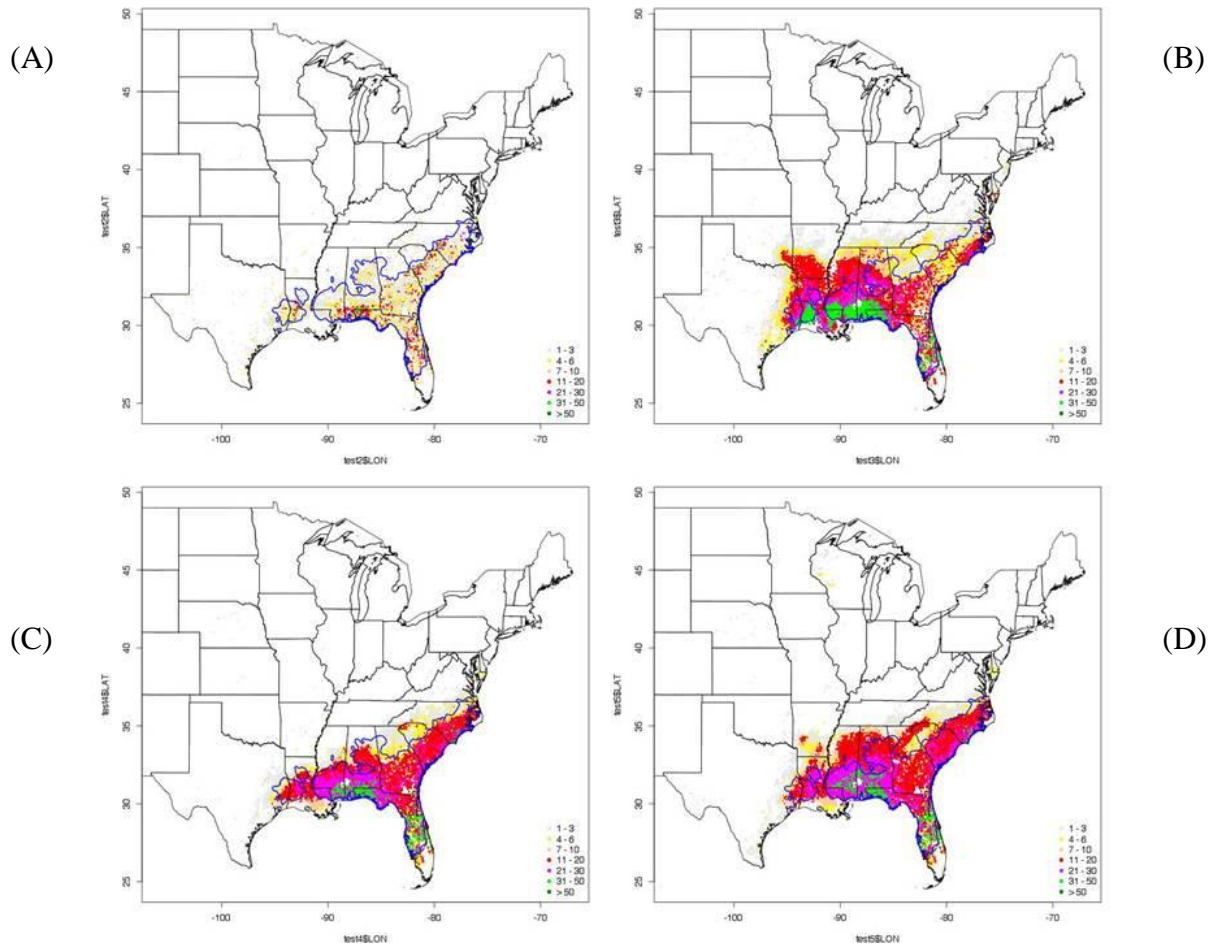 (A)
50
45
40
35
30
25
test2$LAT
-100
-90
-80
-70
test2$LON
1 - 3
4 - 6
7 - 10
11 - 20
21 - 30
31 - 50
> 50
(B)
50
45
40
35
30
25
test3$LAT
-100
-90
-80
-70
test3$LON
1 - 3
4 - 6
7 - 10
11 - 20
21 - 30
31 - 50
> 50
(C)
50
45
40
35
30
25
test4$LAT
-100
-90
-80
-70
test4$LON
1 - 3
4 - 6
7 - 10
11 - 20
21 - 30
31 - 50
> 50
(D)
50
45
40
35
30
25
test5$LAT
-100
-90
-80
-70
test5$LON
1 - 3
4 - 6
7 - 10
11 - 20
21 - 30
31 - 50
> 50